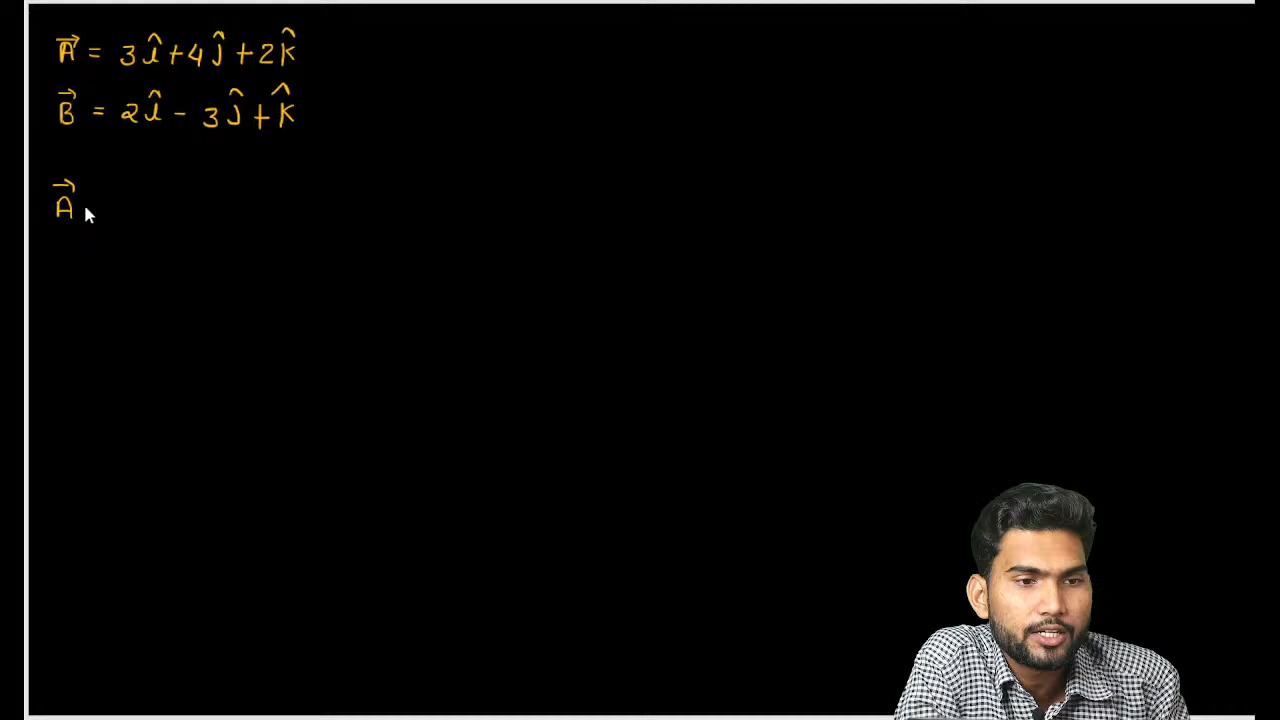 A⃗ = 3î+4ĵ+2k̂
B⃗ = 2î - 3ĵ+k̂
A⃗